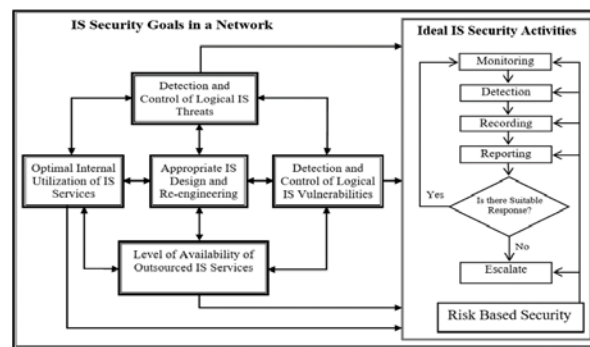 IS Security Goals in a Network
Detection and
Control of Logical IS
Threats
Optimal Internal
Utilization of IS
Services
Appropriate IS
Design and
Re-engineering
Detection and
Control of Logical
IS Vulnerabilities
Level of Availability of
Outsourced IS Services
Ideal IS Security Activities
Monitoring
Detection
Recording
Reporting
Yes
Is there Suitable
Response?
No
Escalate
Risk Based Security